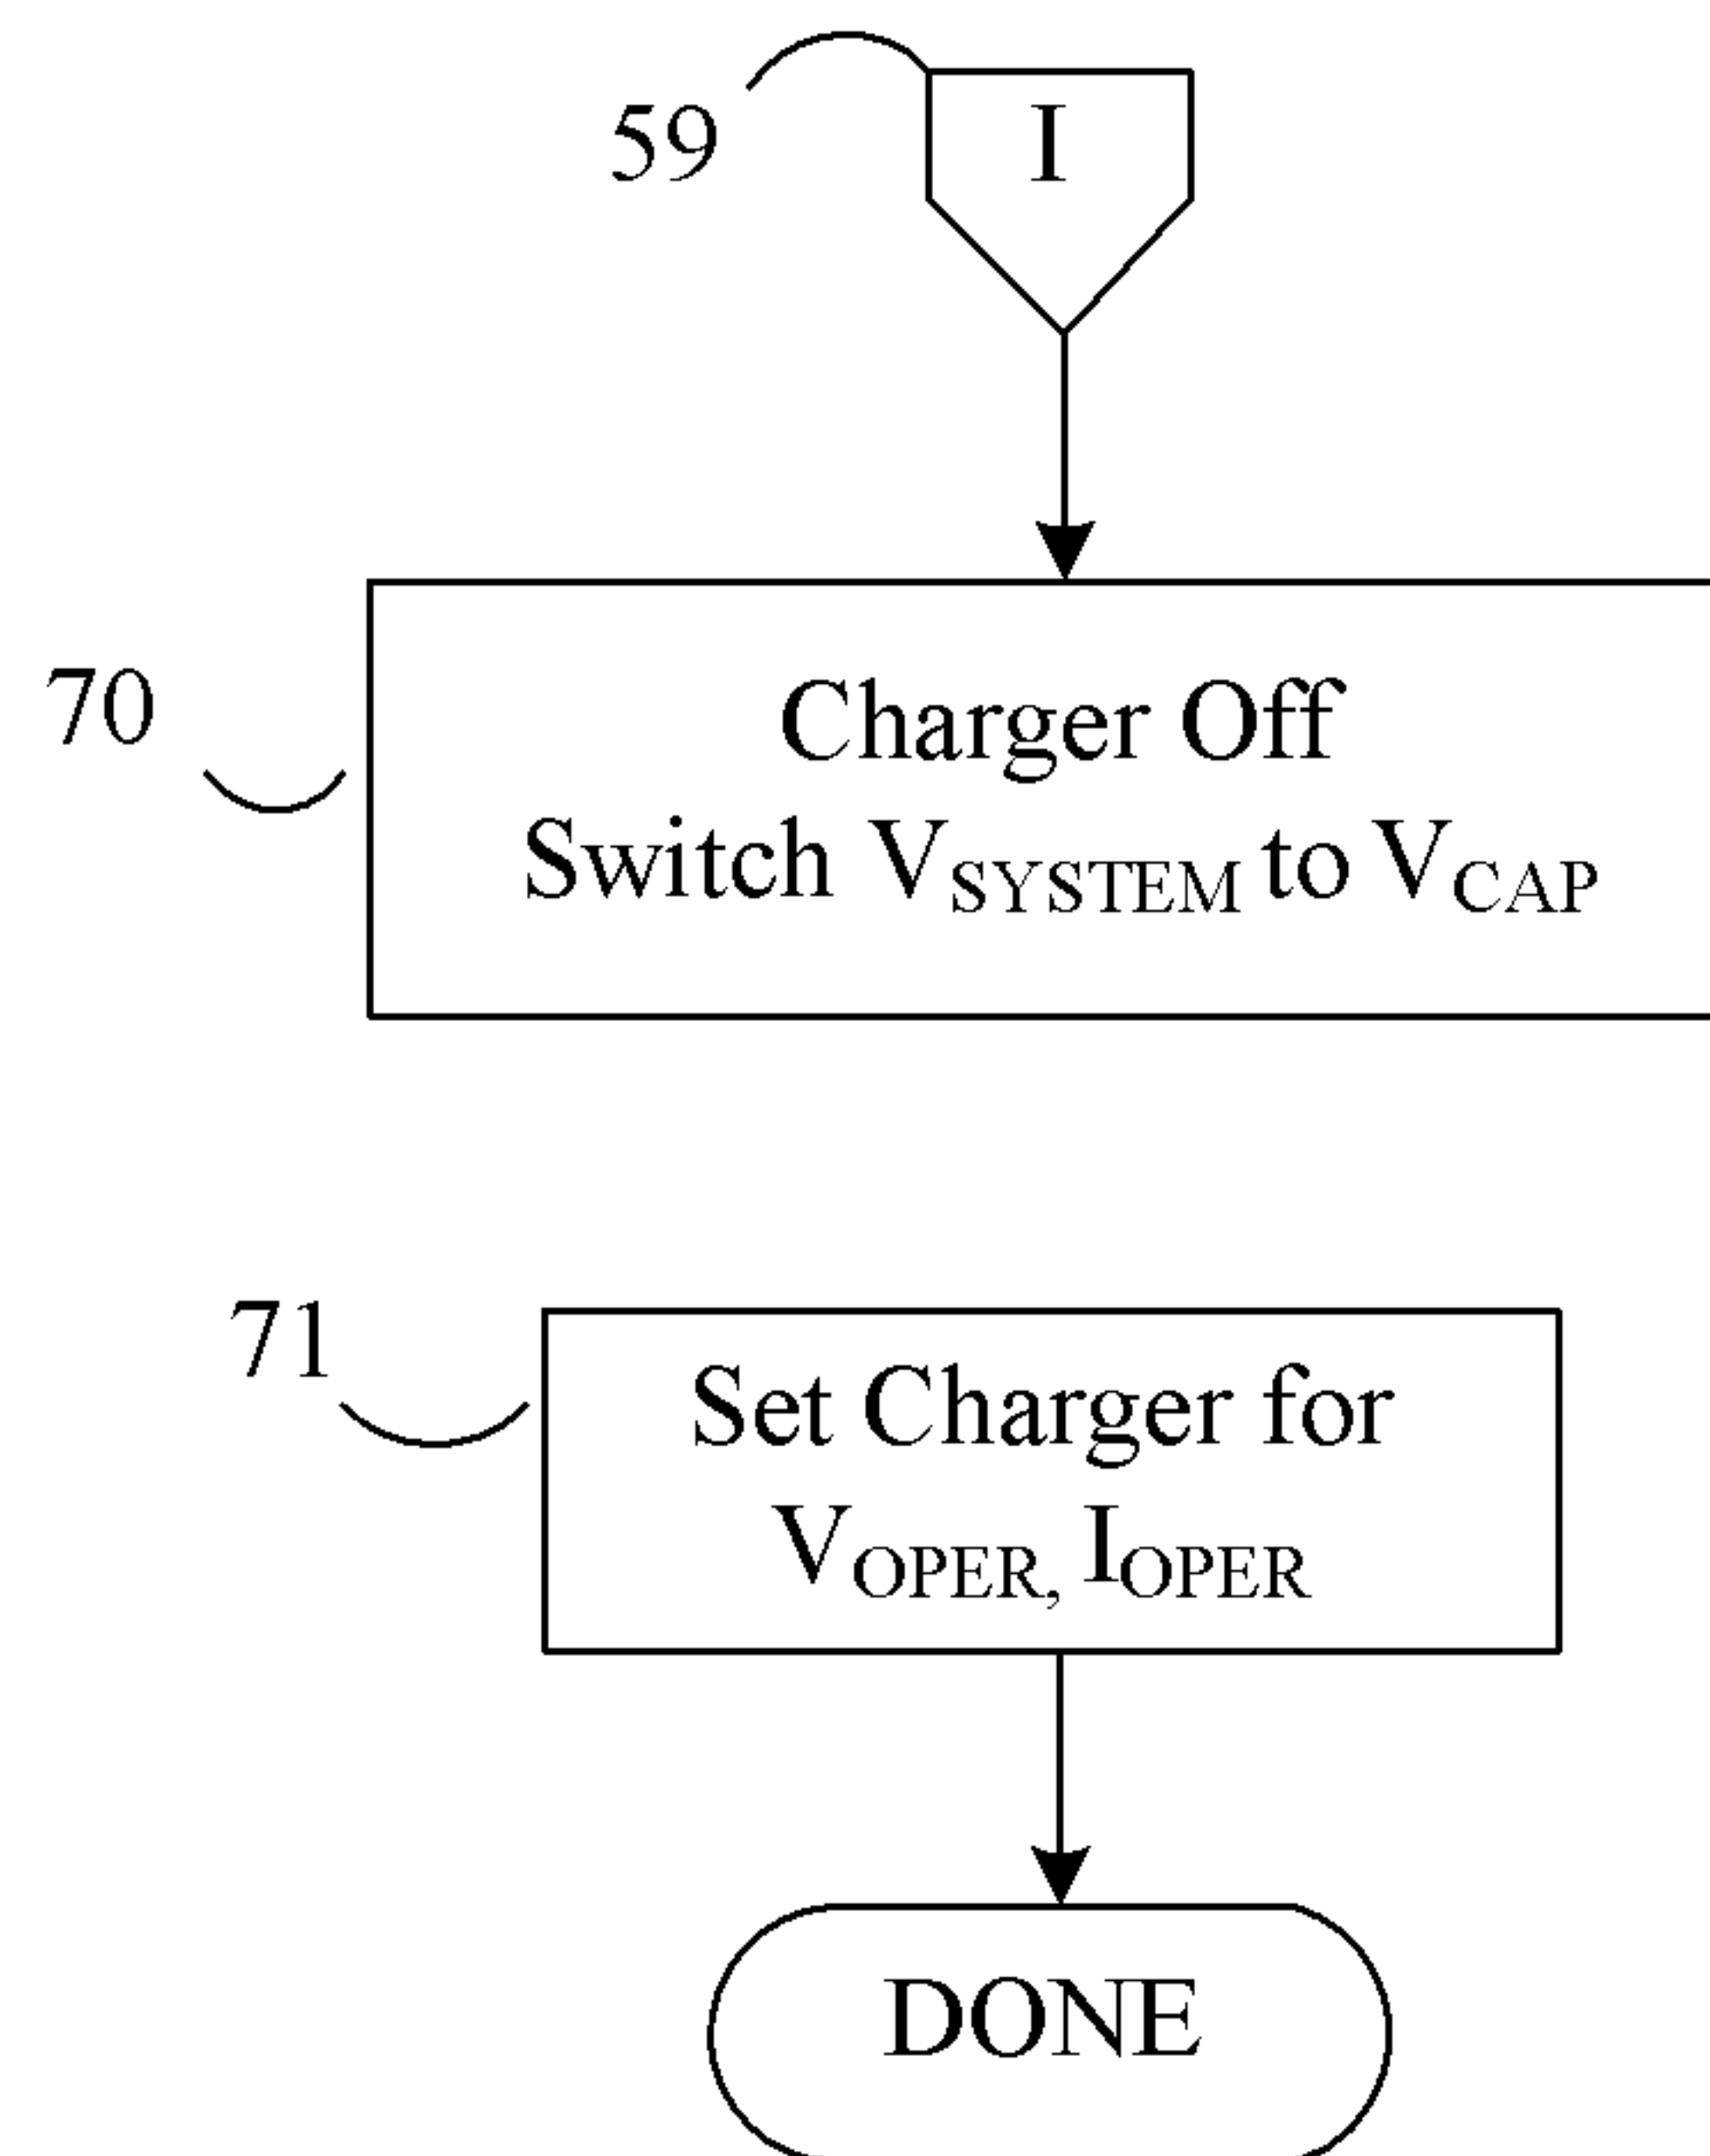 59
I
70
Charger Off
Switch VSYSTEM to VCAP
71
Set Charger for
VOPER, IOPER
DONE